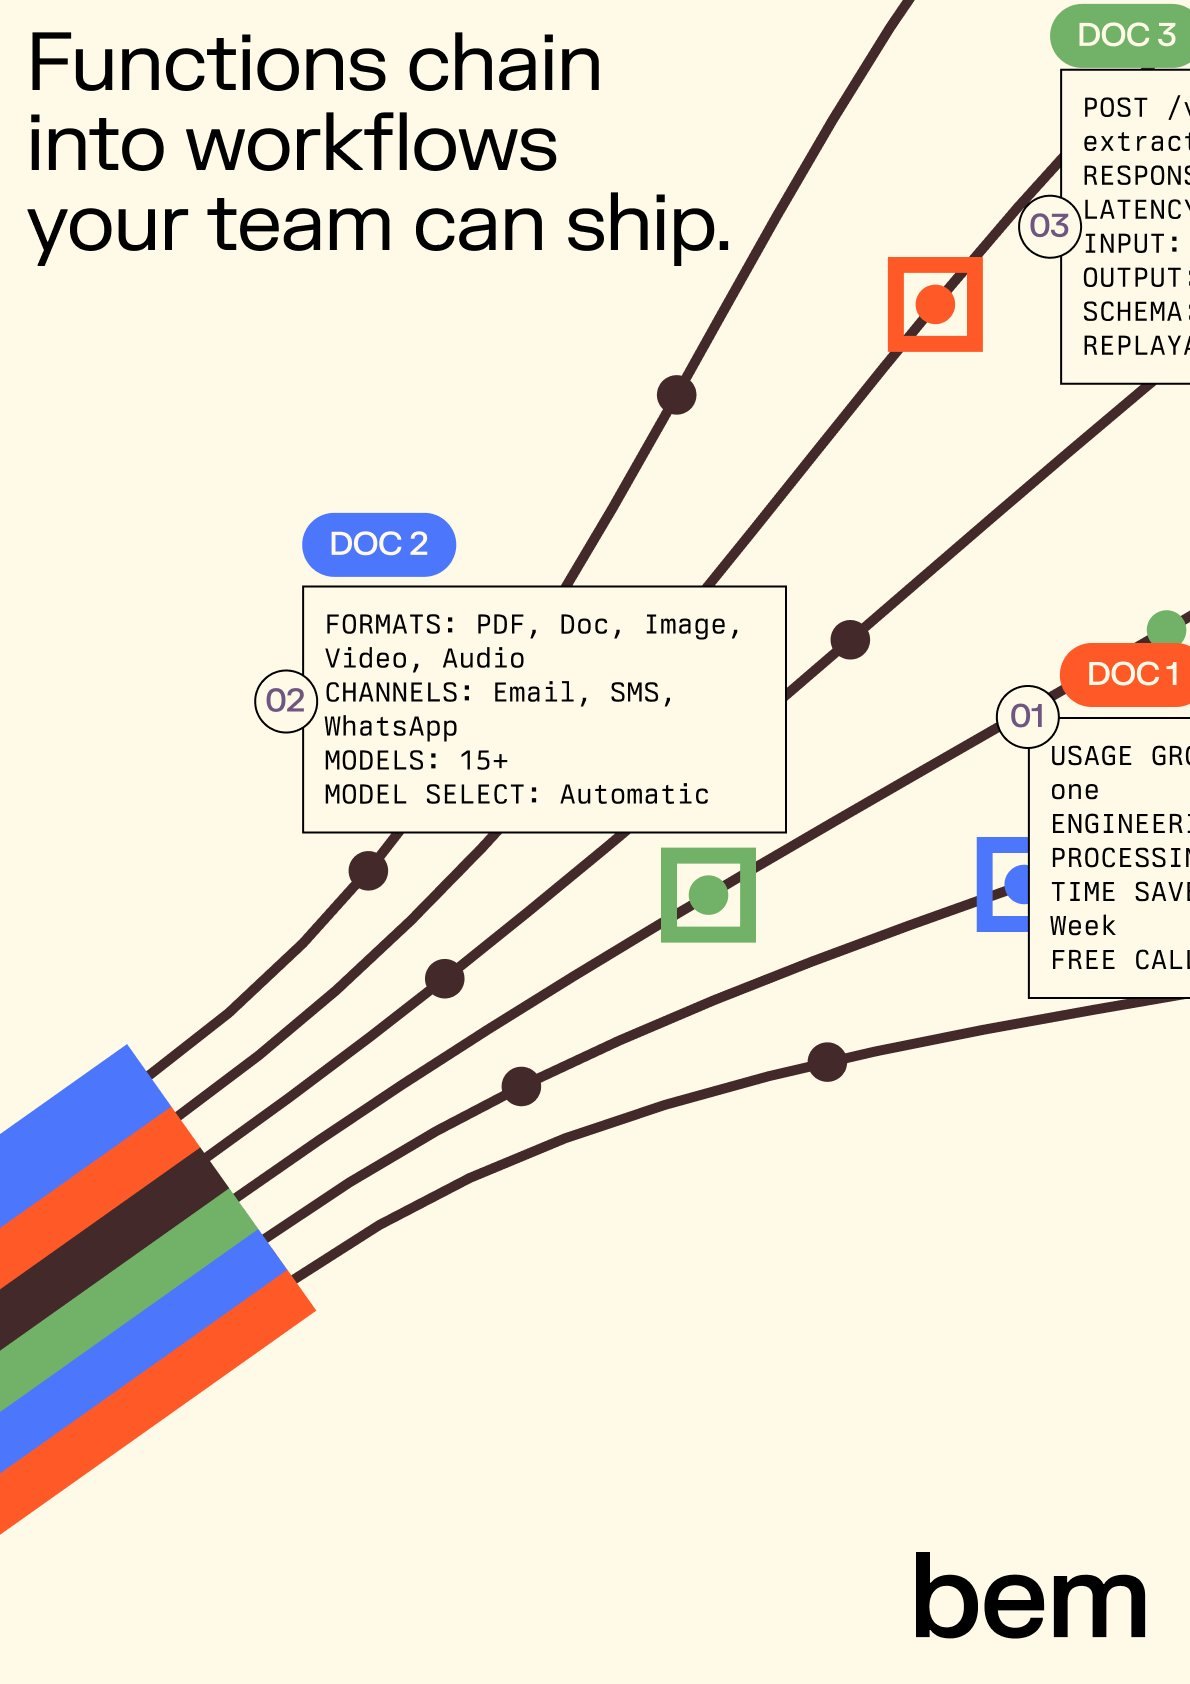 Functions chain
into workflows
your team can ship.
DOC 3
03
POST
RESPONS
LATENCY
INPUT:
OUTPUT:
SCHEMA:
DOC 2
02
FORMATS: PDF, Doc, Image,
Video, Audio
CHANNELS: Email, SMS,
WhatsApp
MODELS: 15+
MODEL SELECT: Automatic
DOC 1
01
USAGE
one
TIME
Week
FREE
bem